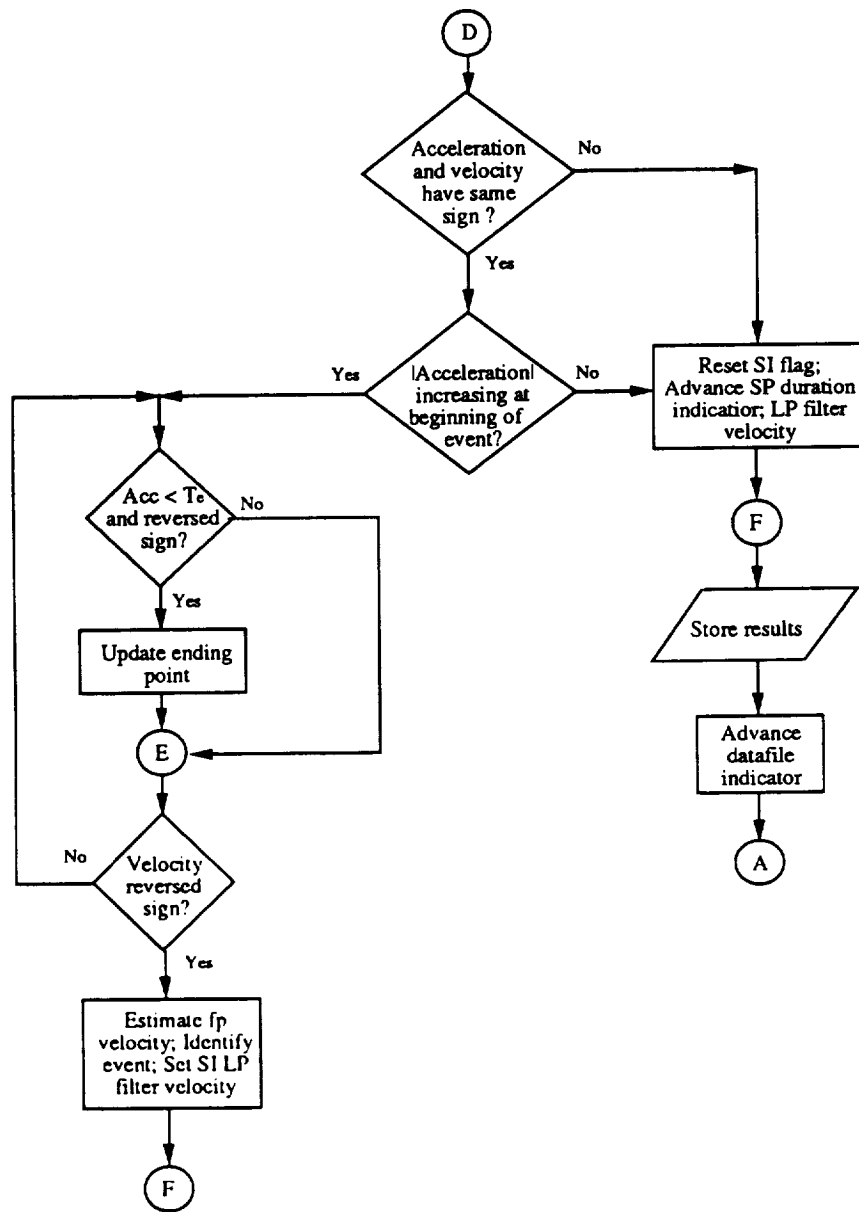 D
Acceleration
and velocity
have same
sign ?
No
Yes
|Acceleration|
increasing at
beginning of
event?
Yes
No
Reset SI flag;
Advance SP duration
indicatior; LP filter
velocity
Acc < Te
and reversed
sign?
No
Yes
F
Update ending
point
Store results
E
Advance
datafile
indicator
Velocity
reversed
sign?
No
Yes
A
Estimate fp
velocity; Identify
event; Set SI LP
filter velocity
F